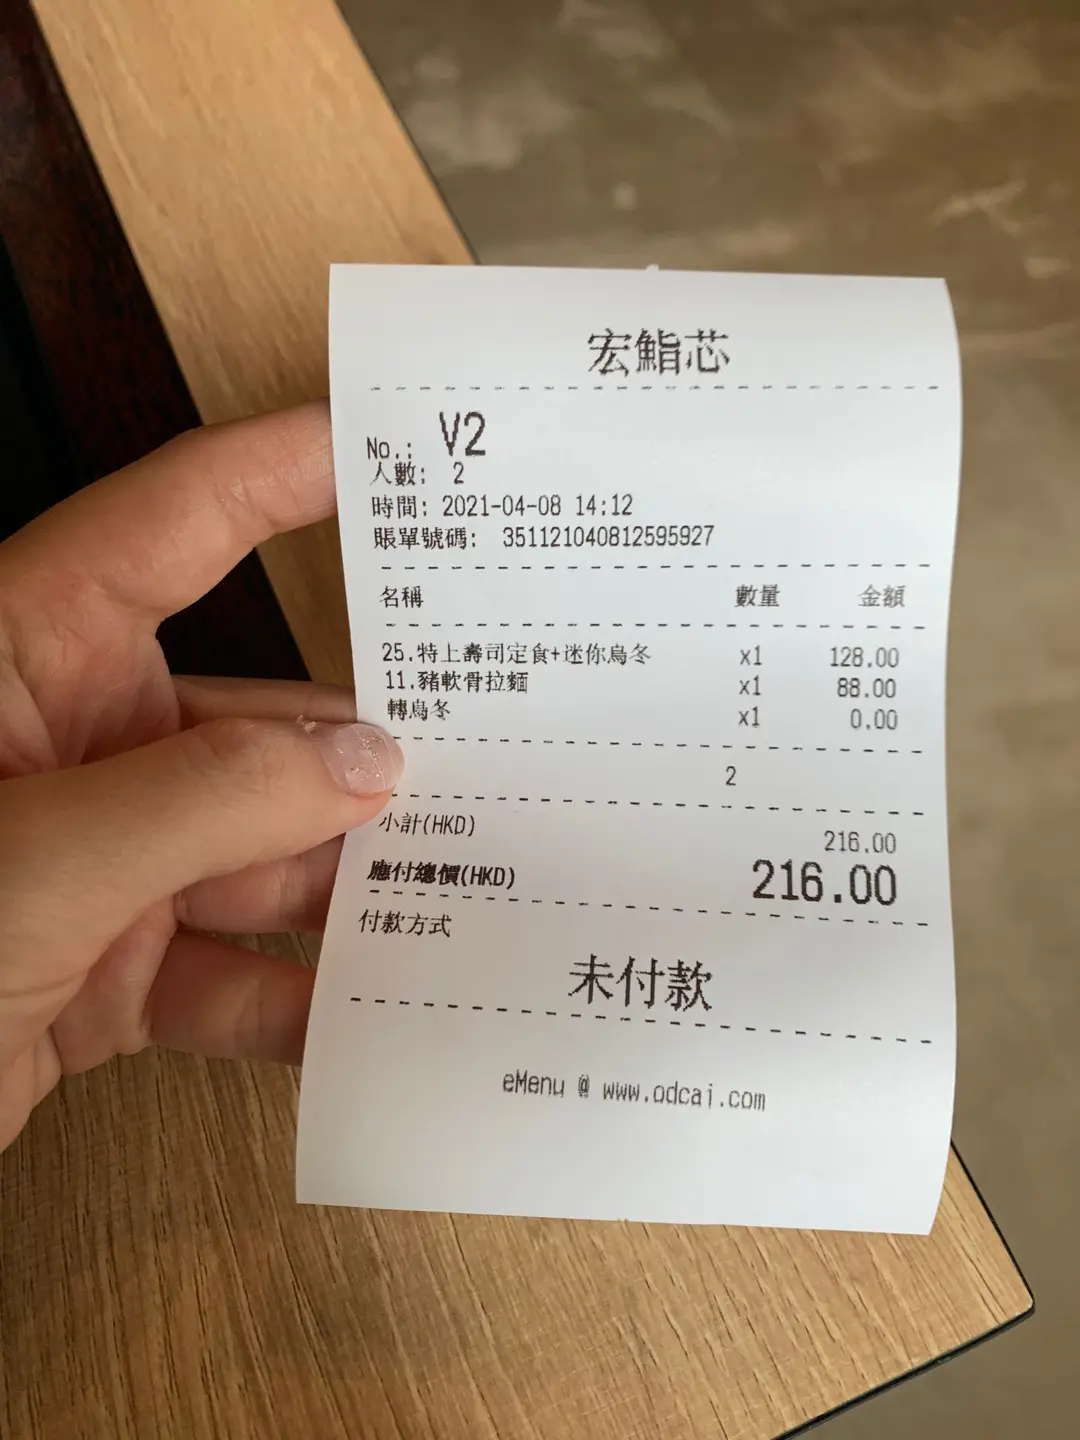 宏鮨芯
No.: V2
人數: 2
時間: 2021-04-08 14:12
賬單號碼: 351121040812595927
名稱 數量 金額
25.特上壽司定食+迷你烏冬 x1 128.00
11.豬軟骨拉麵 x1 88.00
轉烏冬 x1 0.00
2
小計(HKD) 216.00
應付總價(HKD) 216.00
付款方式
未付款
eMenu @ www.odcai.com